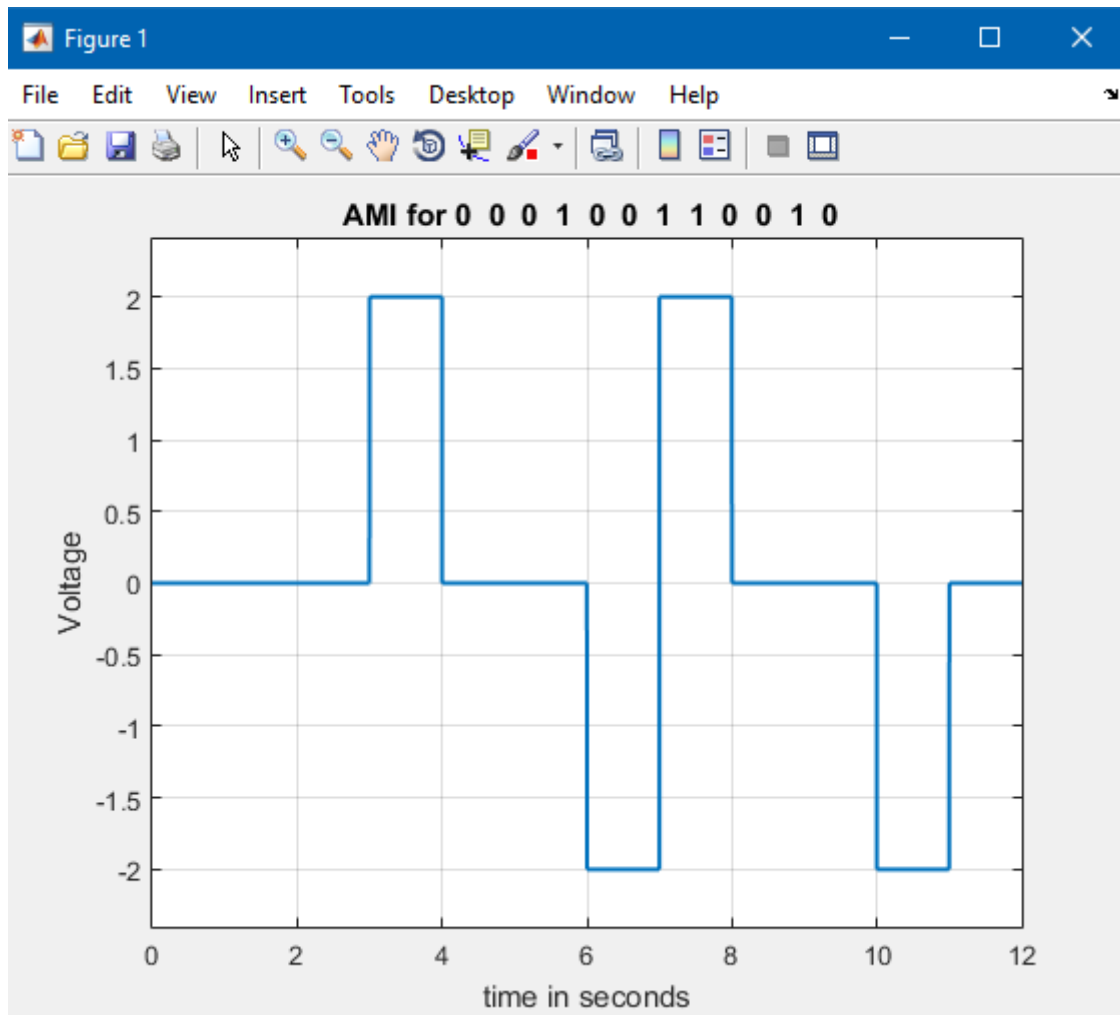 Figure 1
File Edit View Insert Tools Desktop Window Help
AMI for 0 0 0 1 0 0 1 1 0 0 1 0
2
1.5
1
0.5
0
-0.5
-1
-1.5
-2
Voltage
0 2 4 6 8 10 12
time in seconds